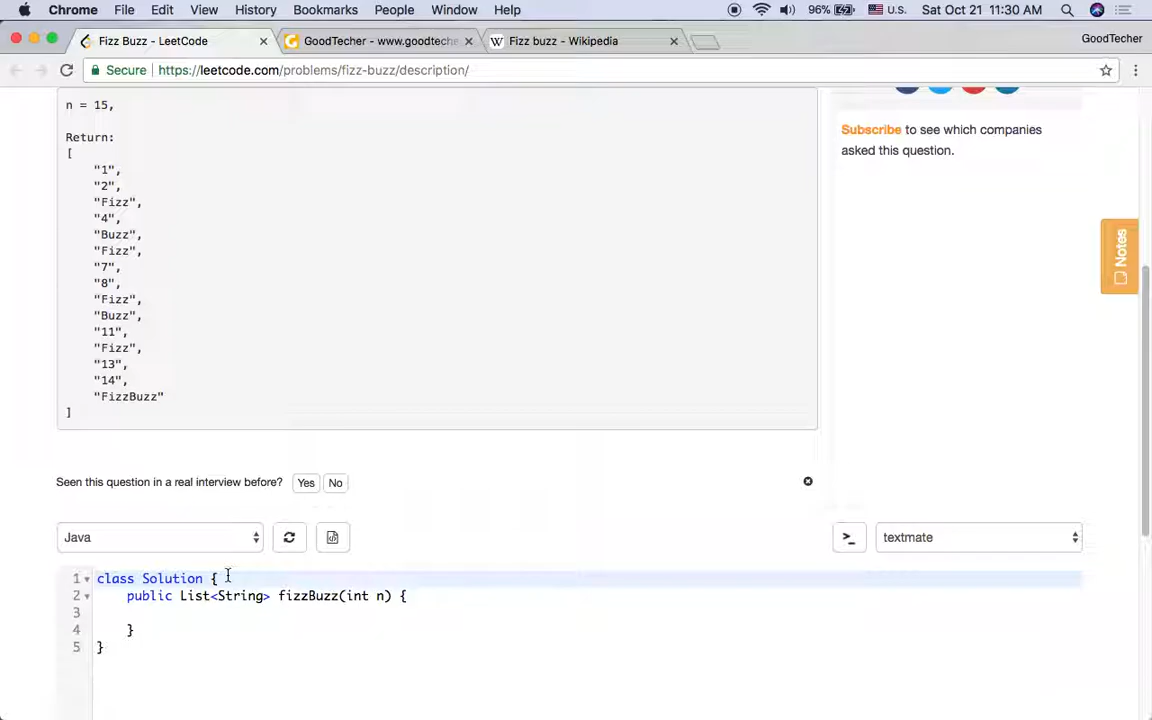 Chrome File Edit View History Bookmarks People Window Help 96% U.S. Sat Oct 21 11:30 AM
Fizz Buzz - LeetCode GoodTecher - www.goodteche Fizz buzz - Wikipedia GoodTecher
Secure https://leetcode.com/problems/fizz-buzz/description/
n = 15,
Return:
[
"1",
"2",
"Fizz",
"4",
"Buzz",
"Fizz",
"7",
"8",
"Fizz",
"Buzz",
"11",
"Fizz",
"13",
"14",
"FizzBuzz"
]
Subscribe to see which companies
asked this question.
Notes
Seen this question in a real interview before? Yes No
Java >_ textmate
1 class Solution {
2 public List<String> fizzBuzz(int n) {
3
4 }
5 }